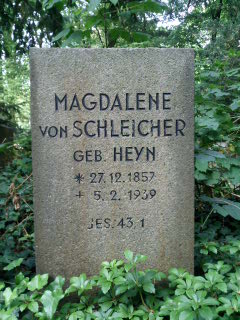 MAGDALENE
VON SCHLEICHER
GEB. HEYN
* 27.12.1857
+ 5.2.1939
JES. 43,1